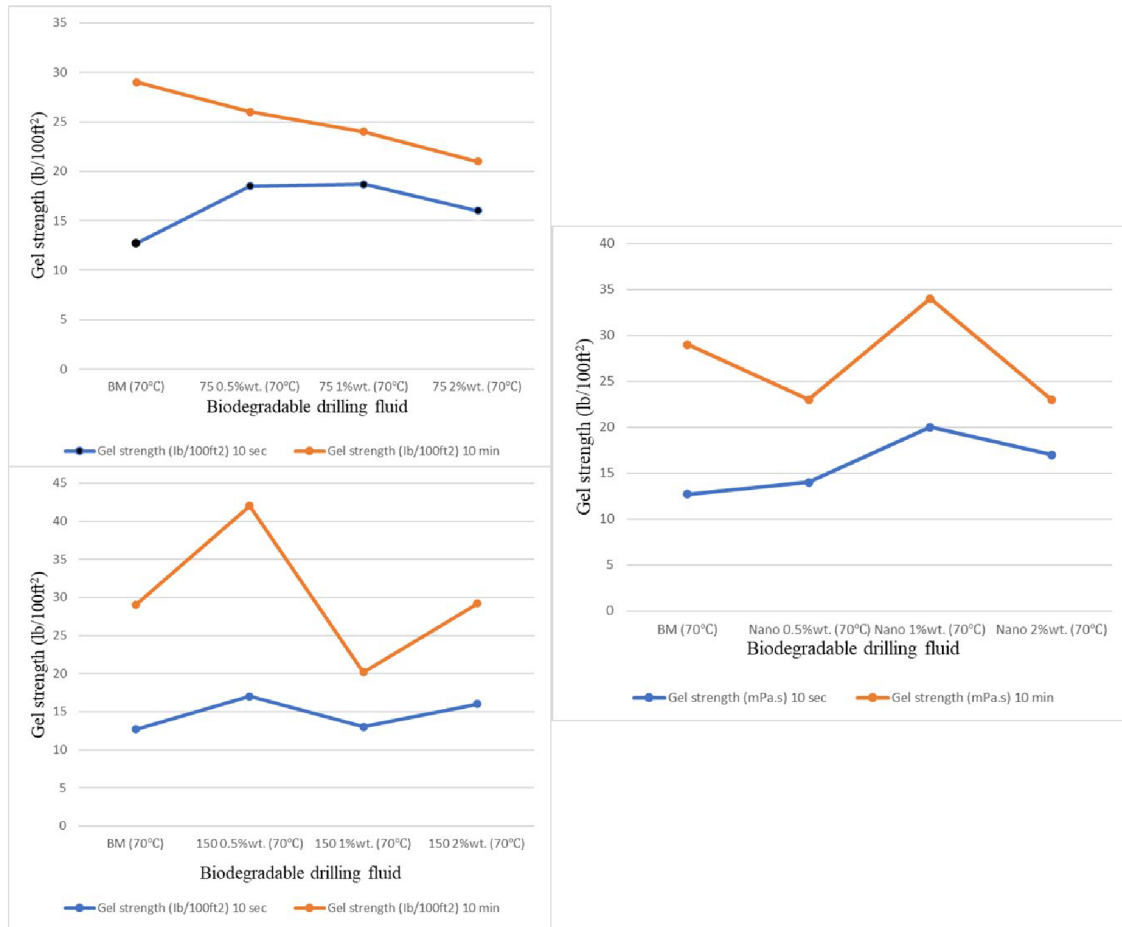 35
30
25
20
15
10
5
0
Gel strength (lb/100ft²)
BM (70°C) 75 0.5%wt. (70°C) 75 1%wt. (70°C) 75 2%wt. (70°C)
Biodegradable drilling fluid
Gel strength (lb/100ft2) 10 sec Gel strength (lb/100ft2) 10 min
45
40
35
30
25
20
15
10
5
0
Gel strength (lb/100ft²)
BM (70°C) 150 0.5%wt. (70°C) 150 1%wt. (70°C) 150 2%wt. (70°C)
Biodegradable drilling fluid
Gel strength (lb/100ft2) 10 sec Gel strength (lb/100ft2) 10 min
40
35
30
25
20
15
10
5
0
Gel strength (lb/100ft²)
BM (70°C) Nano 0.5%wt. (70°C) Nano 1%wt. (70°C) Nano 2%wt. (70°C)
Biodegradable drilling fluid
Gel strength (mPa.s) 10 sec Gel strength (mPa.s) 10 min